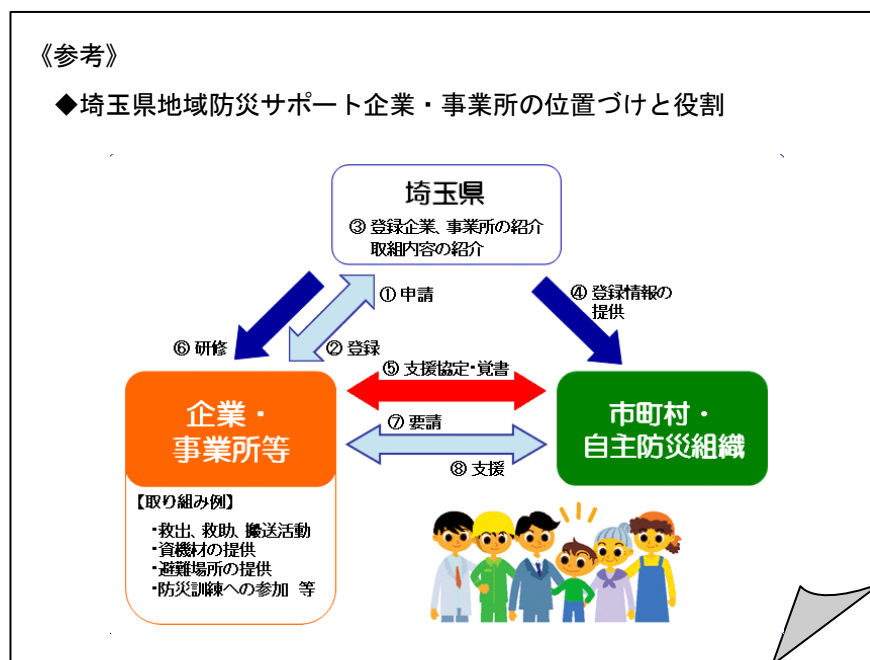 《参考》
◆埼玉県地域防災サポート企業・事業所の位置づけと役割
埼玉県
③ 登録企業、事業所の紹介
取組内容の紹介
① 申請
④ 登録情報の
提供
⑥ 研修
② 登録
⑤ 支援協定・覚書
企業・
事業所等
⑦ 要請
市町村・
自主防災組織
⑧ 支援
【取り組み例】
・救出、救助、搬送活動
・資機材の提供
・避難場所の提供
・防災訓練への参加 等